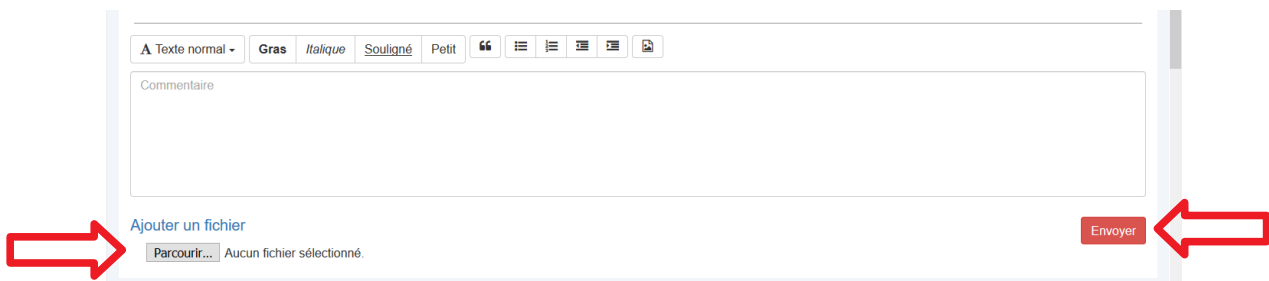 A Texte normal Gras Italique Souligné Petit
Commentaire
Ajouter un fichier
Envoyer
Parcourir... Aucun fichier sélectionné.